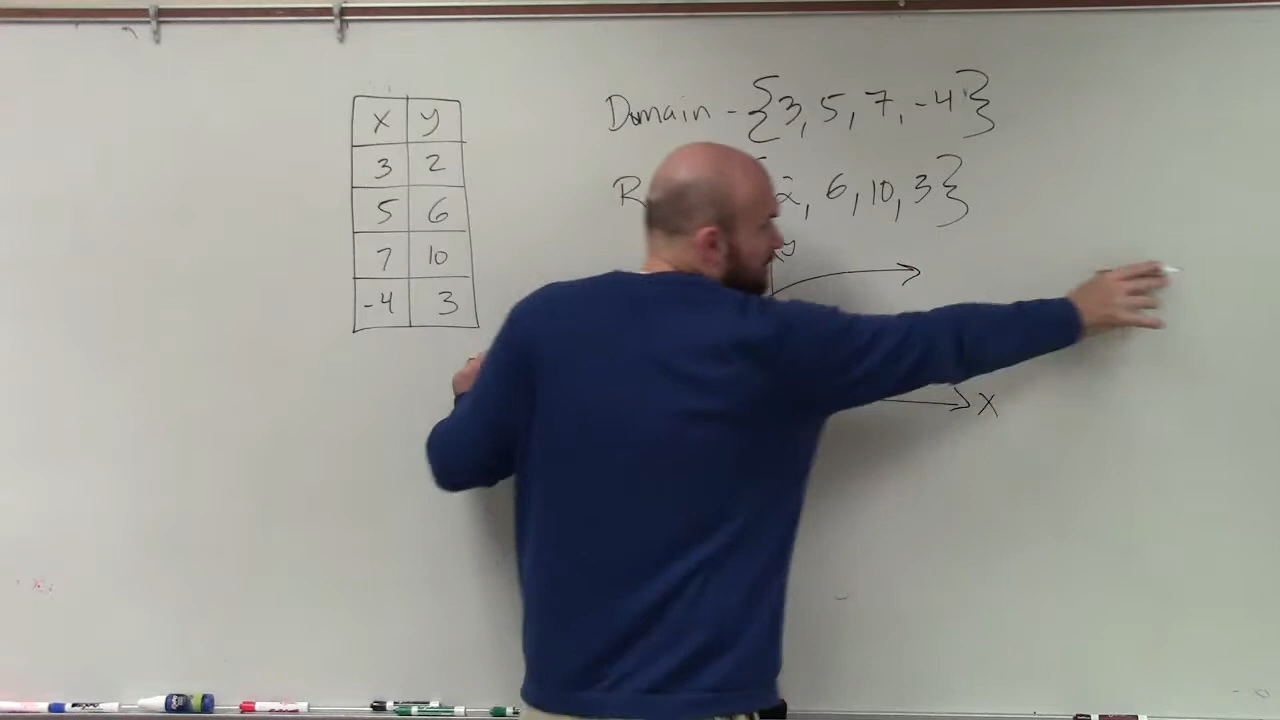 x y
3 2
5 6
7 10
-4 3
Domain - {3, 5, 7, -4}
R 2, 6, 10, 3}
y
x